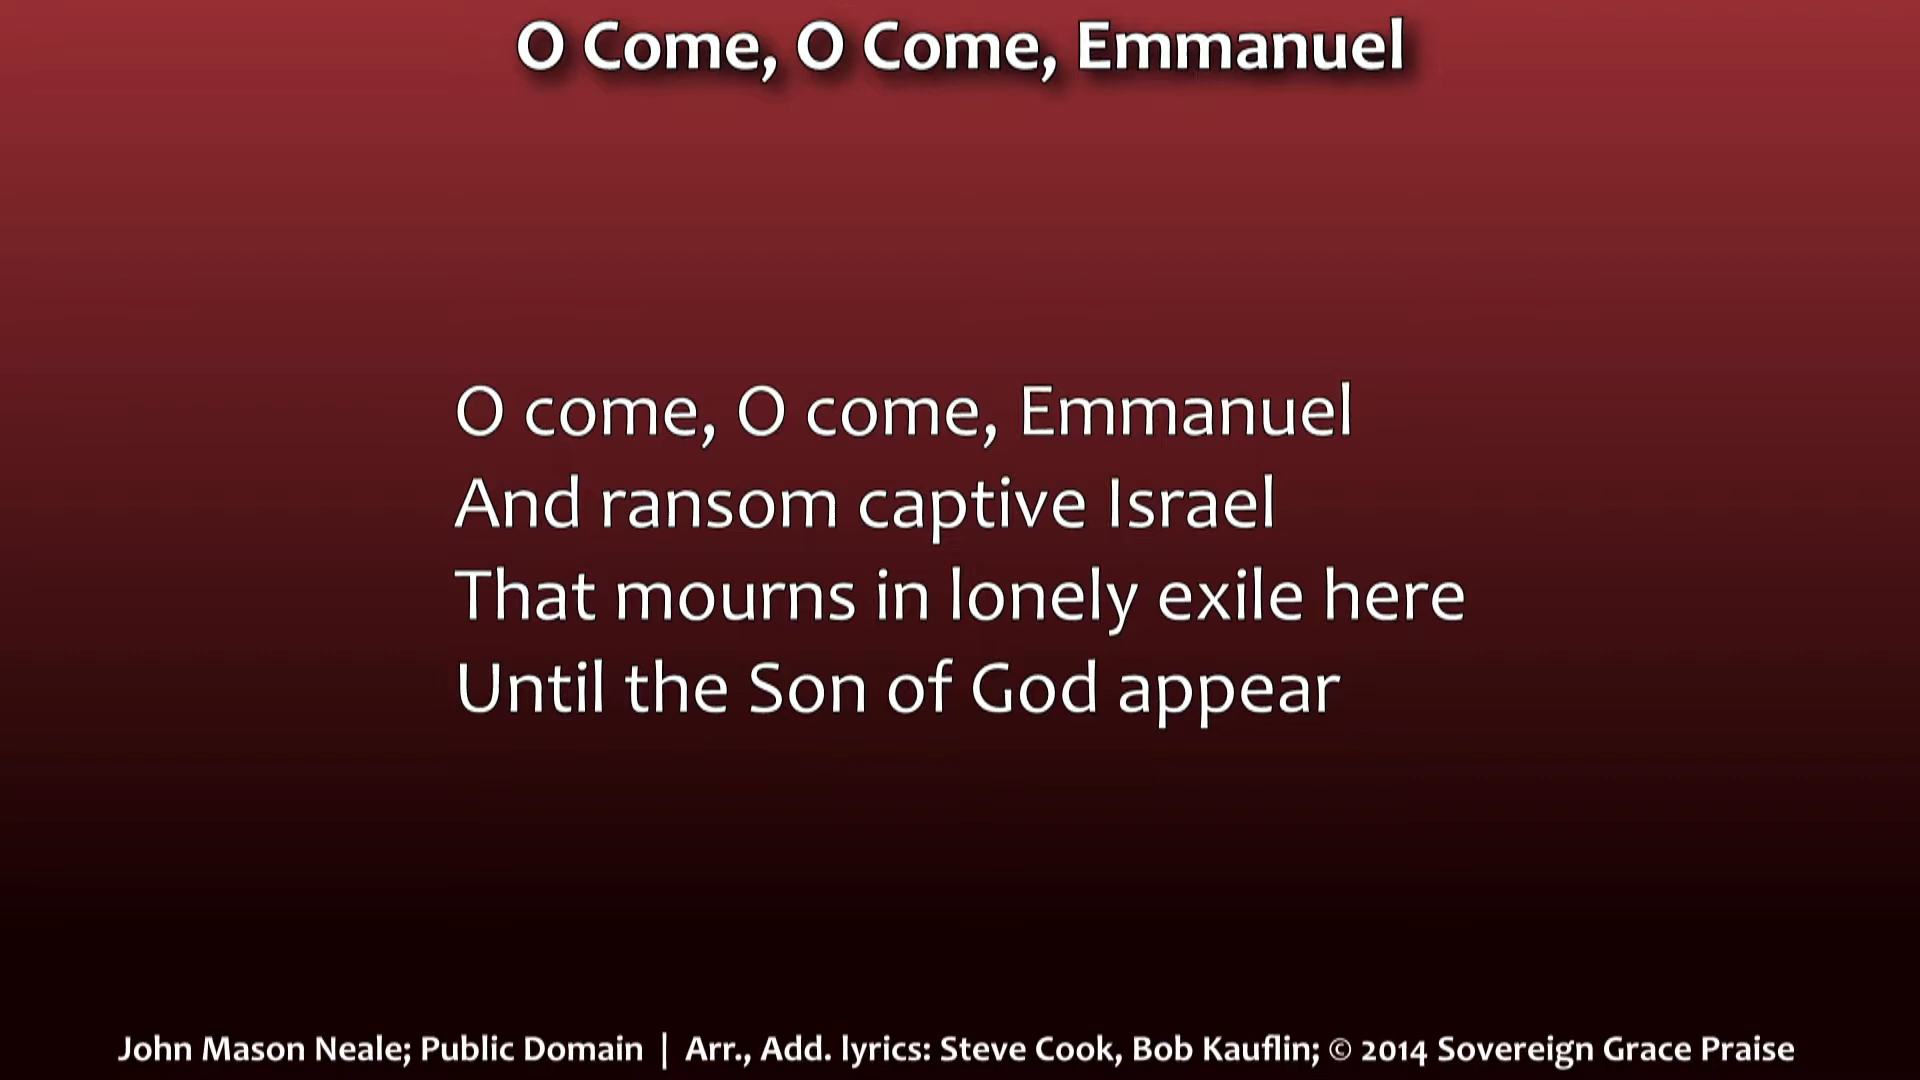 O Come, O Come, Emmanuel
O come, O come, Emmanuel
And ransom captive Israel
That mourns in lonely exile here
Until the Son of God appear
John Mason Neale; Public Domain | Arr., Add. lyrics: Steve Cook, Bob Kauflin; © 2014 Sovereign Grace Praise